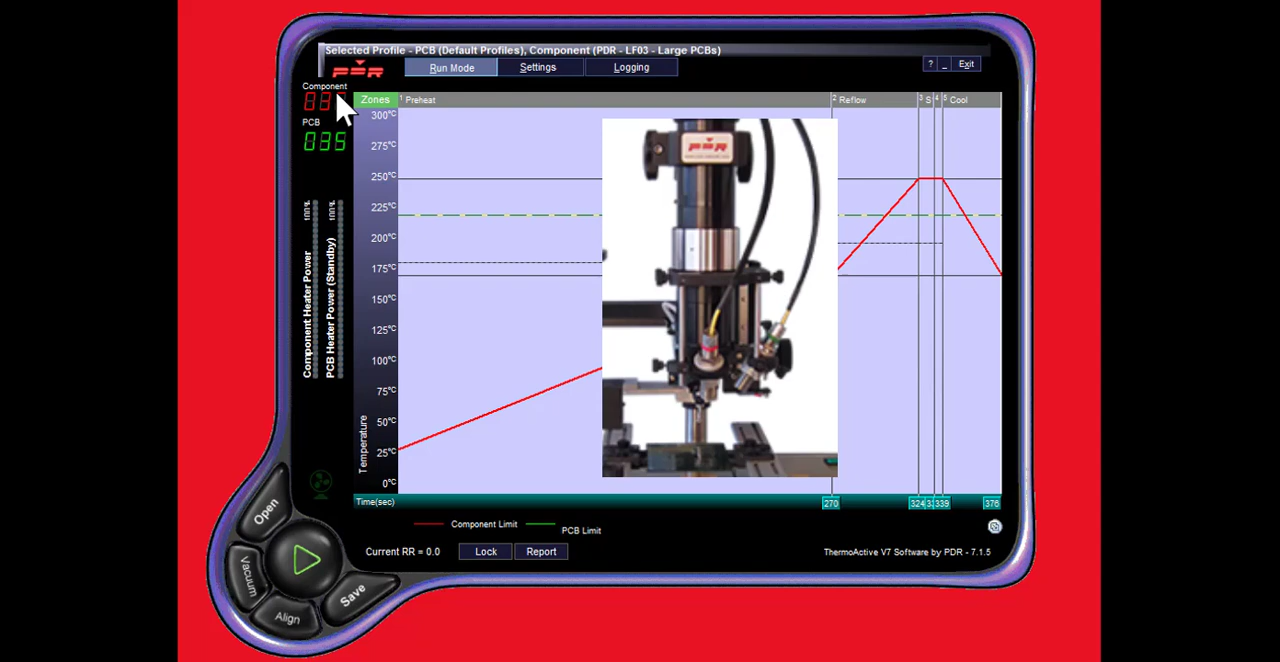 Selected Profile - PCB (Default Profiles), Component (PDR - LF03 - Large PCBs)
PDR
Run Mode
Settings
Logging
? _ Exit
Component
PCB
035
Zones
1 Preheat
2 Reflow
3 S
4
5 Cool
300°C
275°C
250°C
225°C
200°C
175°C
150°C
125°C
100°C
75°C
50°C
25°C
0°C
Temperature
100%
100%
Component Heater Power
PCB Heater Power (Standby)
PDR
Time(sec)
270
324
339
376
Component Limit
PCB Limit
Current RR = 0.0
Lock
Report
ThermoActive V7 Software by PDR - 7.1.5
Open
Vacuum
Align
Save